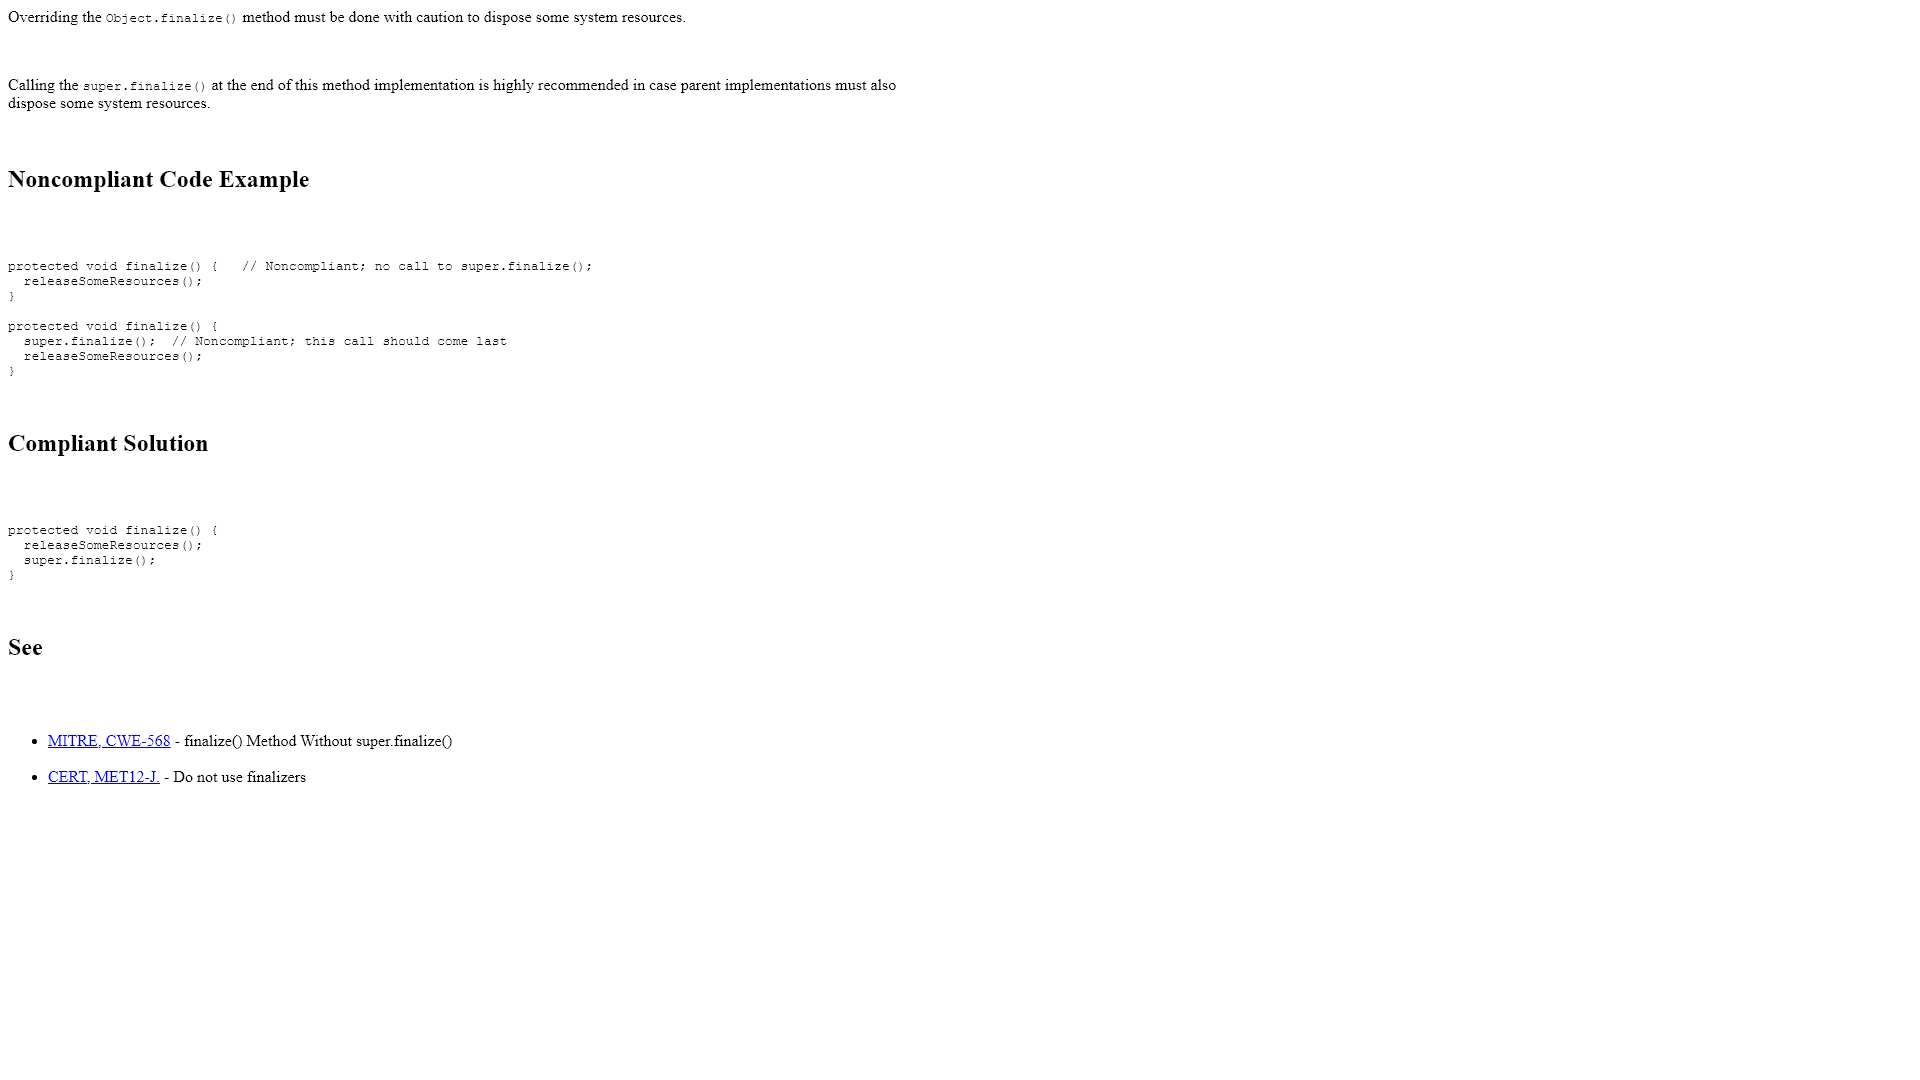 Overriding the Object.finalize() method must be done with caution to dispose some system resources.
Calling the super.finalize() at the end of this method implementation is highly recommended in case parent implementations must also
dispose some system resources.
Noncompliant Code Example
protected void finalize() {   // Noncompliant; no call to super.finalize();
  releaseSomeResources();
}
protected void finalize() {
  super.finalize();  // Noncompliant; this call should come last
  releaseSomeResources();
}
Compliant Solution
protected void finalize() {
  releaseSomeResources();
  super.finalize();
}
See
• MITRE, CWE-568 - finalize() Method Without super.finalize()
• CERT, MET12-J. - Do not use finalizers